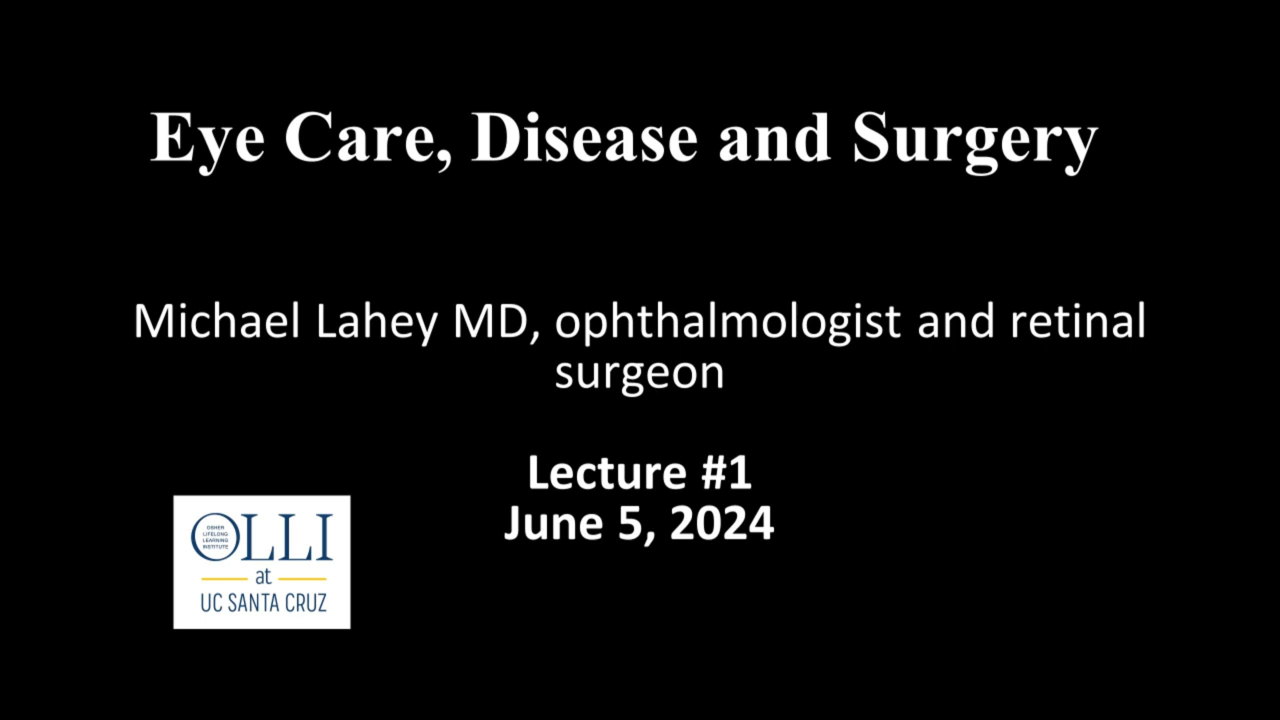 Eye Care, Disease and Surgery
Michael Lahey MD, ophthalmologist and retinal
surgeon
Lecture #1
June 5, 2024
OLLI
OSHER
LIFELONG
LEARNING
INSTITUTE
at
UC SANTA CRUZ